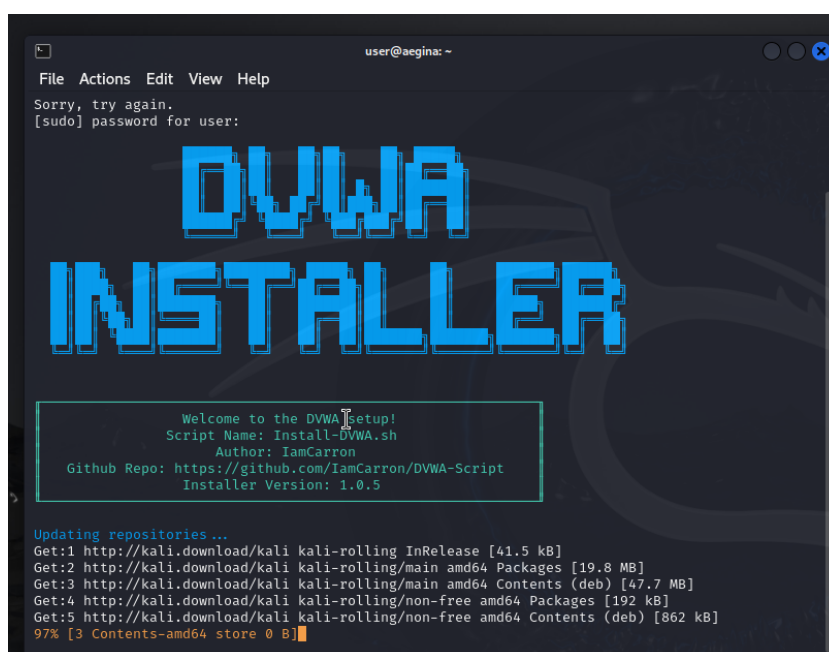 user@aegina: ~
File Actions Edit View Help
Sorry, try again.
[sudo] password for user:
DVWA
INSTALLER
Welcome to the DVWA setup!
Script Name: Install-DVWA.sh
Author: IamCarron
Github Repo: https://github.com/IamCarron/DVWA-Script
Installer Version: 1.0.5
Updating repositories...
Get:1 http://kali.download/kali kali-rolling InRelease [41.5 kB]
Get:2 http://kali.download/kali kali-rolling/main amd64 Packages [19.8 MB]
Get:3 http://kali.download/kali kali-rolling/main amd64 Contents (deb) [47.7 MB]
Get:4 http://kali.download/kali kali-rolling/non-free amd64 Packages [192 kB]
Get:5 http://kali.download/kali kali-rolling/non-free amd64 Contents (deb) [862 kB]
97% [3 Contents-amd64 store 0 B]